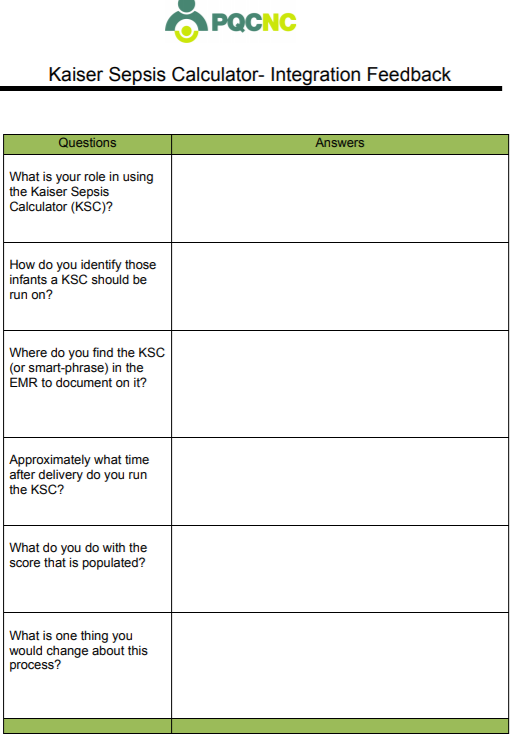 PQCNC
Kaiser Sepsis Calculator- Integration Feedback
Questions
Answers
What is your role in using
the Kaiser Sepsis
Calculator (KSC)?
How do you identify those
infants a KSC should be
run on?
Where do you find the KSC
(or smart-phrase) in the
EMR to document on it?
Approximately what time
after delivery do you run
the KSC?
What do you do with the
score that is populated?
What is one thing you
would change about this
process?